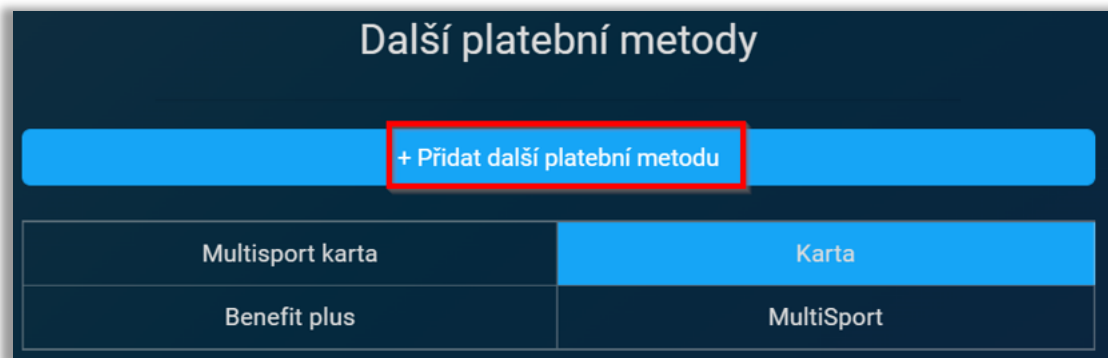 Další platební metody
+ Přidat další platební metodu
Multisport karta
Karta
Benefit plus
MultiSport